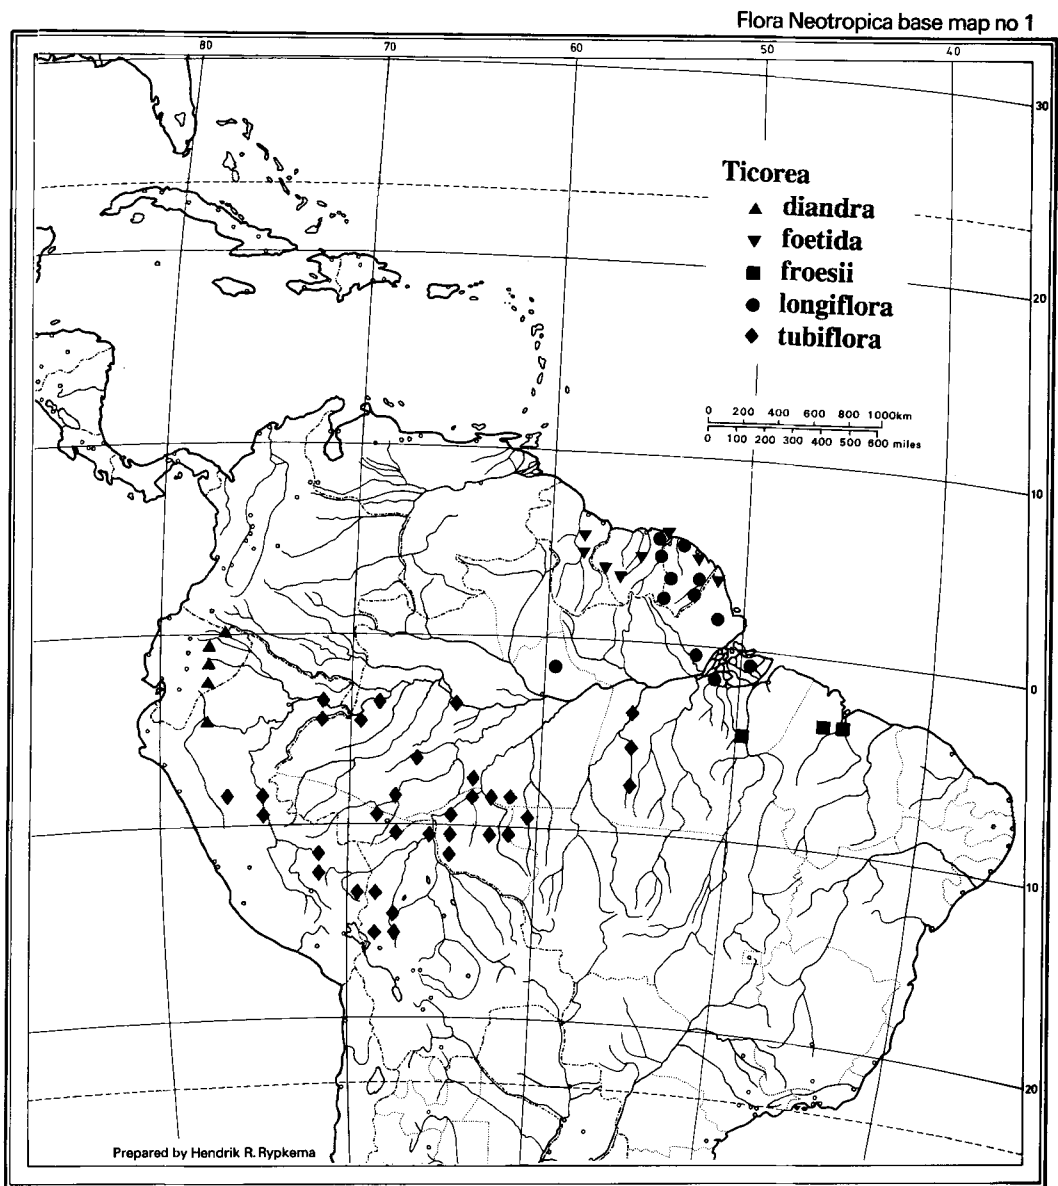 Flora Neotropica base map no 1
80 70 60 50 40
30
Ticorea
diandra
foetida
froesii
longiflora
tubiflora
20
0 200 400 600 800 1000km
0 100 200 300 400 500 600 miles
10
0
10
20
Prepared by Hendrik R. Rypkema